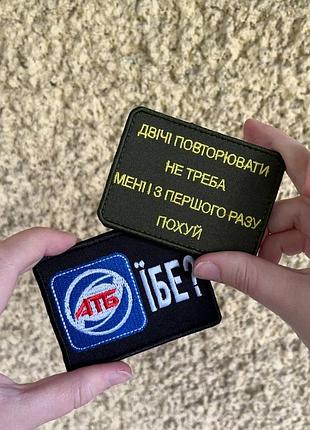 ДВІЧІ ПОВТОРЮВАТИ
НЕ ТРЕБА
МЕНІ І З ПЕРШОГО РАЗУ
ПОХУЙ
АТБ ЇБЕ?